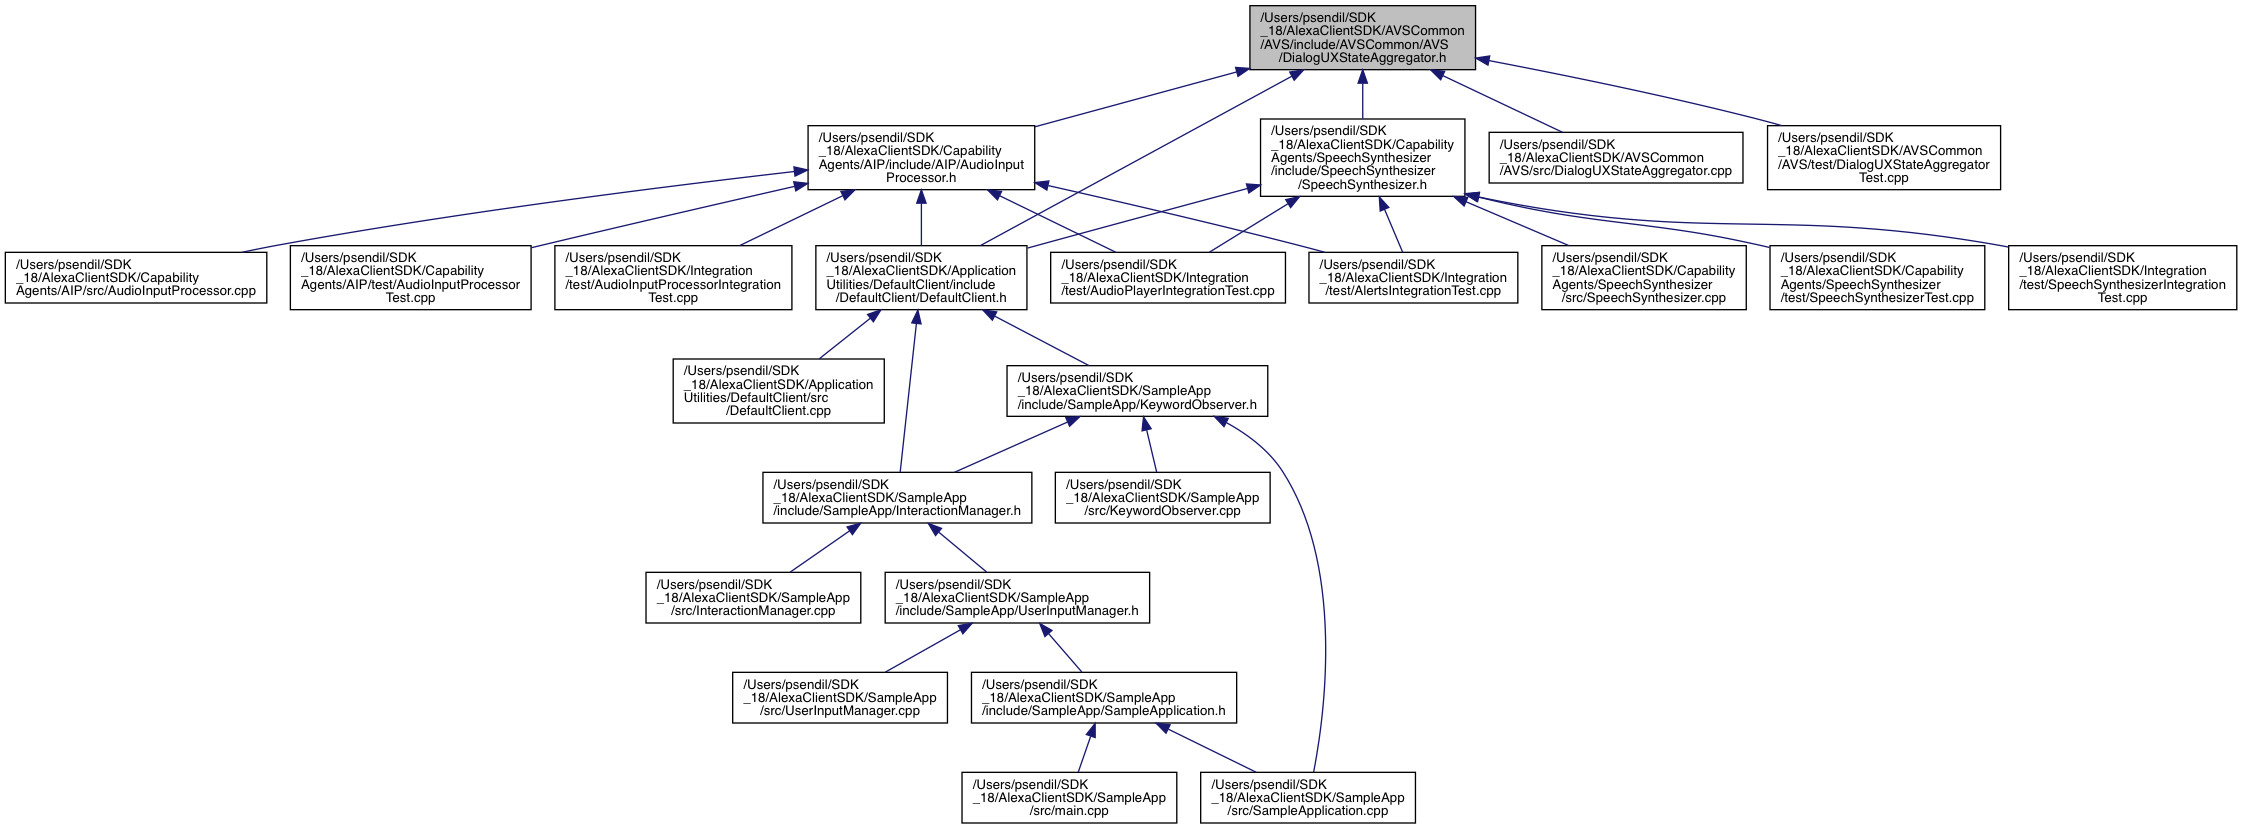 /Users/psendil/SDK
_18/AlexaClientSDK/AVSCommon
/AVS/include/AVSCommon/AVS
/DialogUXStateAggregator.h
/Users/psendil/SDK
_18/AlexaClientSDK/Capability
Agents/AIP/include/AIP/AudioInput
Processor.h
/Users/psendil/SDK
_18/AlexaClientSDK/Capability
Agents/SpeechSynthesizer
/include/SpeechSynthesizer
/SpeechSynthesizer.h
/Users/psendil/SDK
_18/AlexaClientSDK/AVSCommon
/AVS/src/DialogUXStateAggregator.cpp
/Users/psendil/SDK
_18/AlexaClientSDK/AVSCommon
/AVS/test/DialogUXStateAggregator
Test.cpp
/Users/psendil/SDK
_18/AlexaClientSDK/Capability
Agents/AIP/src/AudioInputProcessor.cpp
/Users/psendil/SDK
_18/AlexaClientSDK/Capability
Agents/AIP/test/AudioInputProcessor
Test.cpp
/Users/psendil/SDK
_18/AlexaClientSDK/Integration
/test/AudioInputProcessorIntegration
Test.cpp
/Users/psendil/SDK
_18/AlexaClientSDK/Application
Utilities/DefaultClient/include
/DefaultClient/DefaultClient.h
/Users/psendil/SDK
_18/AlexaClientSDK/Integration
/test/AudioPlayerIntegrationTest.cpp
/Users/psendil/SDK
_18/AlexaClientSDK/Integration
/test/AlertsIntegrationTest.cpp
/Users/psendil/SDK
_18/AlexaClientSDK/Capability
Agents/SpeechSynthesizer
/src/SpeechSynthesizer.cpp
/Users/psendil/SDK
_18/AlexaClientSDK/Capability
Agents/SpeechSynthesizer
/test/SpeechSynthesizerTest.cpp
/Users/psendil/SDK
_18/AlexaClientSDK/Integration
/test/SpeechSynthesizerIntegration
Test.cpp
/Users/psendil/SDK
_18/AlexaClientSDK/Application
Utilities/DefaultClient/src
/DefaultClient.cpp
/Users/psendil/SDK
_18/AlexaClientSDK/SampleApp
/include/SampleApp/KeywordObserver.h
/Users/psendil/SDK
_18/AlexaClientSDK/SampleApp
/include/SampleApp/InteractionManager.h
/Users/psendil/SDK
_18/AlexaClientSDK/SampleApp
/src/KeywordObserver.cpp
/Users/psendil/SDK
_18/AlexaClientSDK/SampleApp
/src/InteractionManager.cpp
/Users/psendil/SDK
_18/AlexaClientSDK/SampleApp
/include/SampleApp/UserInputManager.h
/Users/psendil/SDK
_18/AlexaClientSDK/SampleApp
/src/UserInputManager.cpp
/Users/psendil/SDK
_18/AlexaClientSDK/SampleApp
/include/SampleApp/SampleApplication.h
/Users/psendil/SDK
_18/AlexaClientSDK/SampleApp
/src/main.cpp
/Users/psendil/SDK
_18/AlexaClientSDK/SampleApp
/src/SampleApplication.cpp